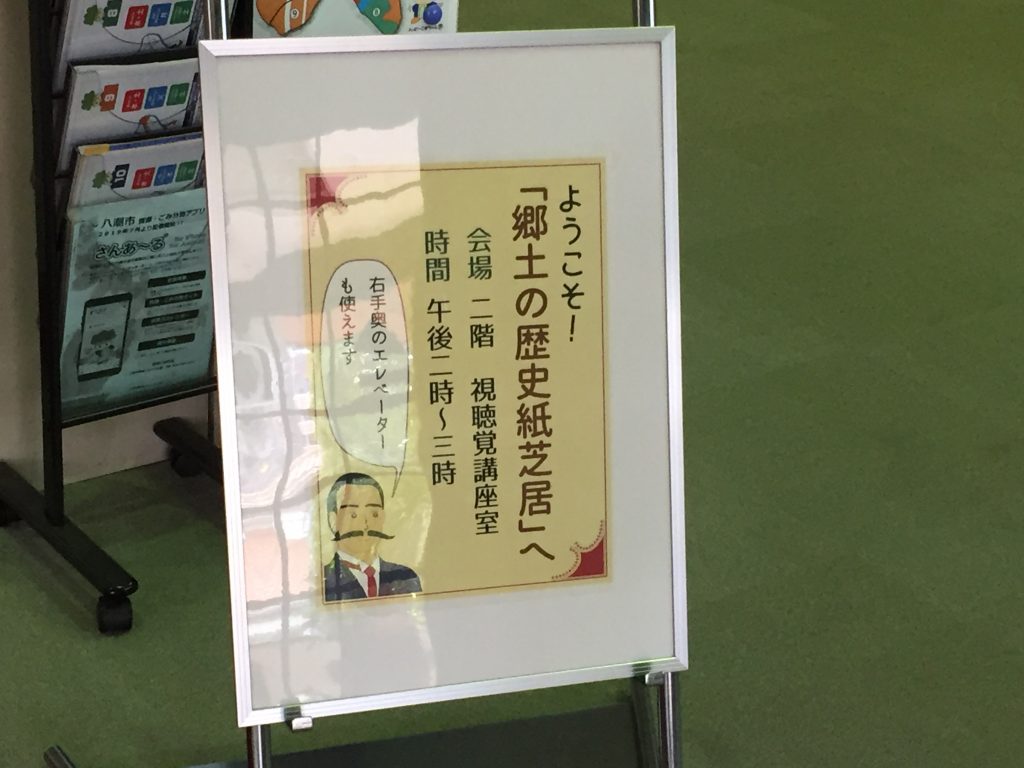 ようこそ!
「郷土の歴史紙芝居」へ
会場 二階 視聴覚講座室
時間 午後二時~三時
右手奥のエレベーター
も使えます
9
10
八潮市
さんあ~る